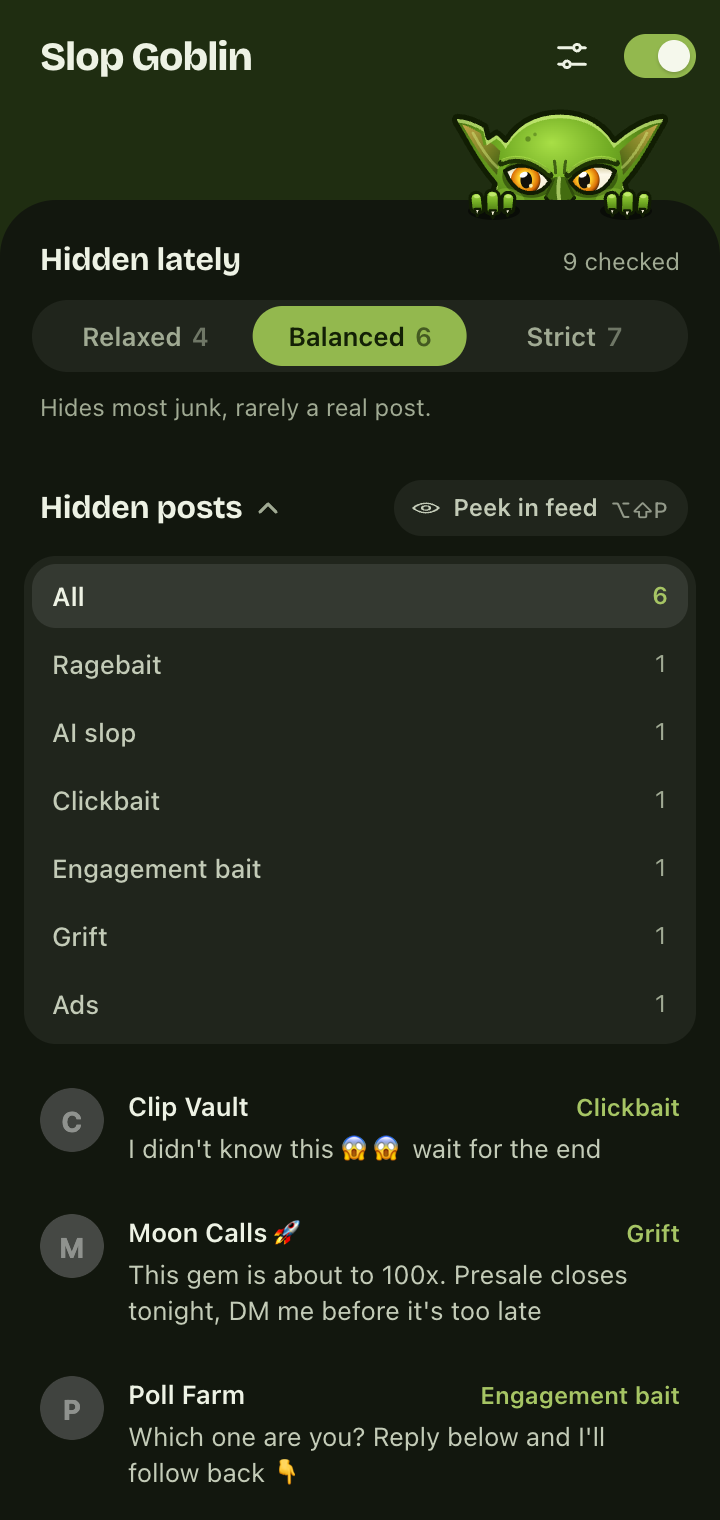 Slop Goblin
Hidden lately
9 checked
Relaxed 4
Balanced 6
Strict 7
Hides most junk, rarely a real post.
Hidden posts
Peek in feed ⌥⇧P
All 6
Ragebait 1
AI slop 1
Clickbait 1
Engagement bait 1
Grift 1
Ads 1
C
Clip Vault
Clickbait
I didn't know this 😱😱 wait for the end
M
Moon Calls 🚀
Grift
This gem is about to 100x. Presale closes
tonight, DM me before it's too late
P
Poll Farm
Engagement bait
Which one are you? Reply below and I'll
follow back 👇